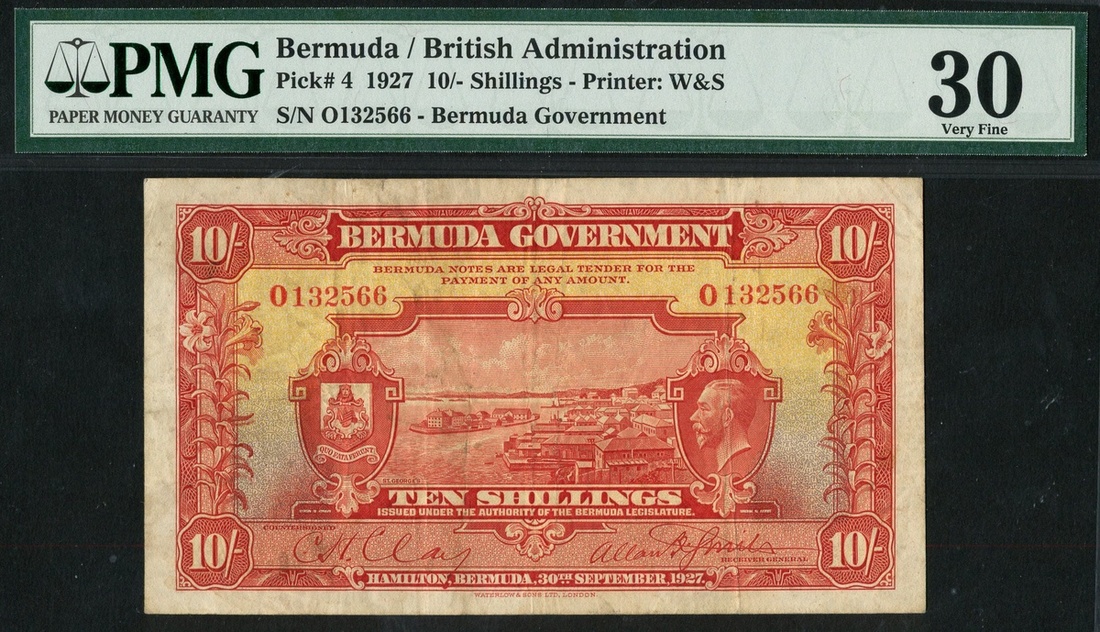 PMG
PAPER MONEY GUARANTY
Bermuda / British Administration
Pick# 4 1927 10/- Shillings - Printer: W&S
S/N O132566 - Bermuda Government
30
Very Fine
10/-
BERMUDA GOVERNMENT
10/-
BERMUDA NOTES ARE LEGAL TENDER FOR THE
PAYMENT OF ANY AMOUNT.
O 132566
O 132566
QUO FATA FERUNT
ST. GEORGE'S
TEN SHILLINGS
ISSUED UNDER THE AUTHORITY OF THE BERMUDA LEGISLATURE.
COUNTERSIGNED
10/-
RECEIVER GENERAL
10/-
HAMILTON, BERMUDA, 30TH SEPTEMBER, 1927.
WATERLOW & SONS LTD., LONDON.